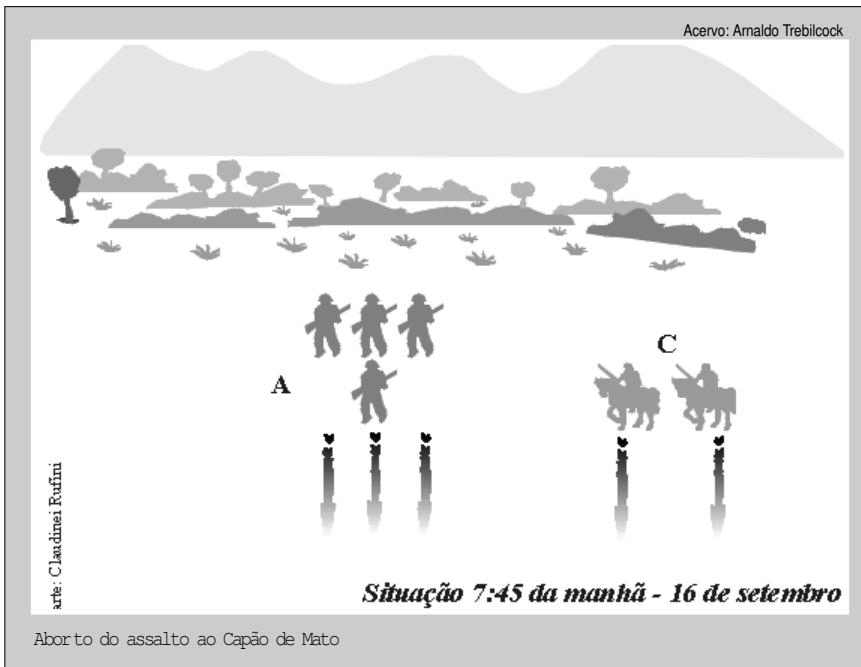 Acervo: Arnaldo Trebilcock
C
A
arte: Claudinei Rufini
Situação 7:45 da manhã - 16 de setembro
Aborto do assalto ao Capão de Mato